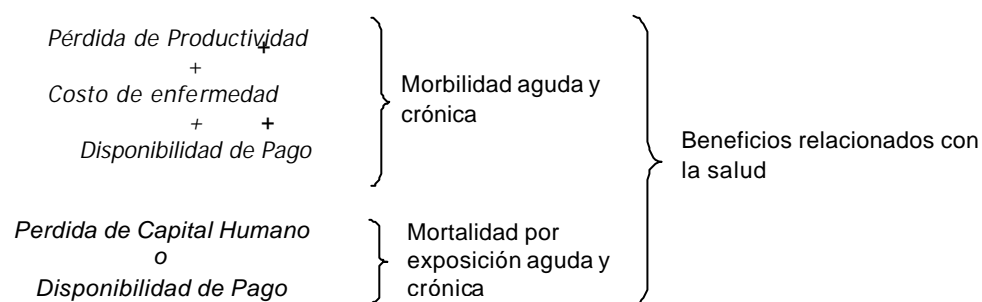 Pérdida de Productividad
+
+
Costo de enfermedad
+ +
Disponibilidad de Pago
Morbilidad aguda y
crónica
Perdida de Capital Humano
o
Disponibilidad de Pago
Mortalidad por
exposición aguda y
crónica
Beneficios relacionados con
la salud